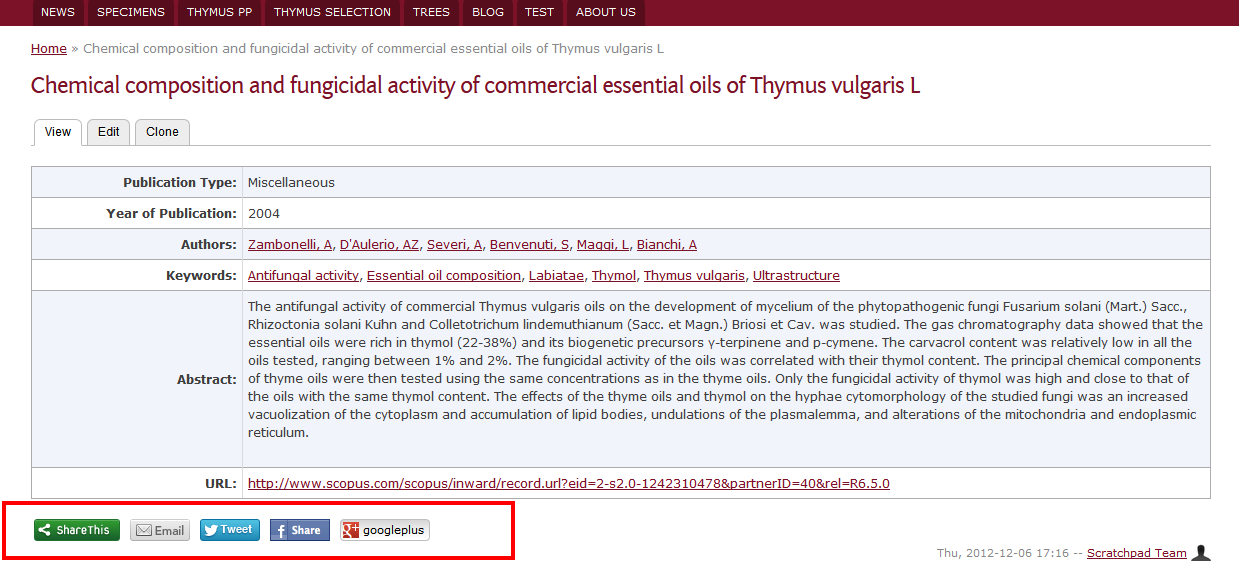 NEWS SPECIMENS THYMUS PP THYMUS SELECTION TREES BLOG TEST ABOUT US
Home » Chemical composition and fungicidal activity of commercial essential oils of Thymus vulgaris L
Chemical composition and fungicidal activity of commercial essential oils of Thymus vulgaris L
View Edit Clone
Publication Type: Miscellaneous
Year of Publication: 2004
Authors: Zambonelli, A, D'Aulerio, AZ, Severi, A, Benvenuti, S, Maggi, L, Bianchi, A
Keywords: Antifungal activity, Essential oil composition, Labiatae, Thymol, Thymus vulgaris, Ultrastructure
The antifungal activity of commercial Thymus vulgaris oils on the development of mycelium of the phytopathogenic fungi Fusarium solani (Mart.) Sacc.,
Rhizoctonia solani Kuhn and Colletotrichum lindemuthianum (Sacc. et Magn.) Briosi et Cav. was studied. The gas chromatography data showed that the
essential oils were rich in thymol (22-38%) and its biogenetic precursors γ-terpinene and p-cymene. The carvacrol content was relatively low in all the
oils tested, ranging between 1% and 2%. The fungicidal activity of the oils was correlated with their thymol content. The principal chemical components
Abstract: of thyme oils were then tested using the same concentrations as in the thyme oils. Only the fungicidal activity of thymol was high and close to that of
the oils with the same thymol content. The effects of the thyme oils and thymol on the hyphae cytomorphology of the studied fungi was an increased
vacuolization of the cytoplasm and accumulation of lipid bodies, undulations of the plasmalemma, and alterations of the mitochondria and endoplasmic
reticulum.
URL: http://www.scopus.com/scopus/inward/record.url?eid=2-s2.0-1242310478&partnerID=40&rel=R6.5.0
ShareThis Email Tweet Share googleplus
Thu, 2012-12-06 17:16 -- Scratchpad Team